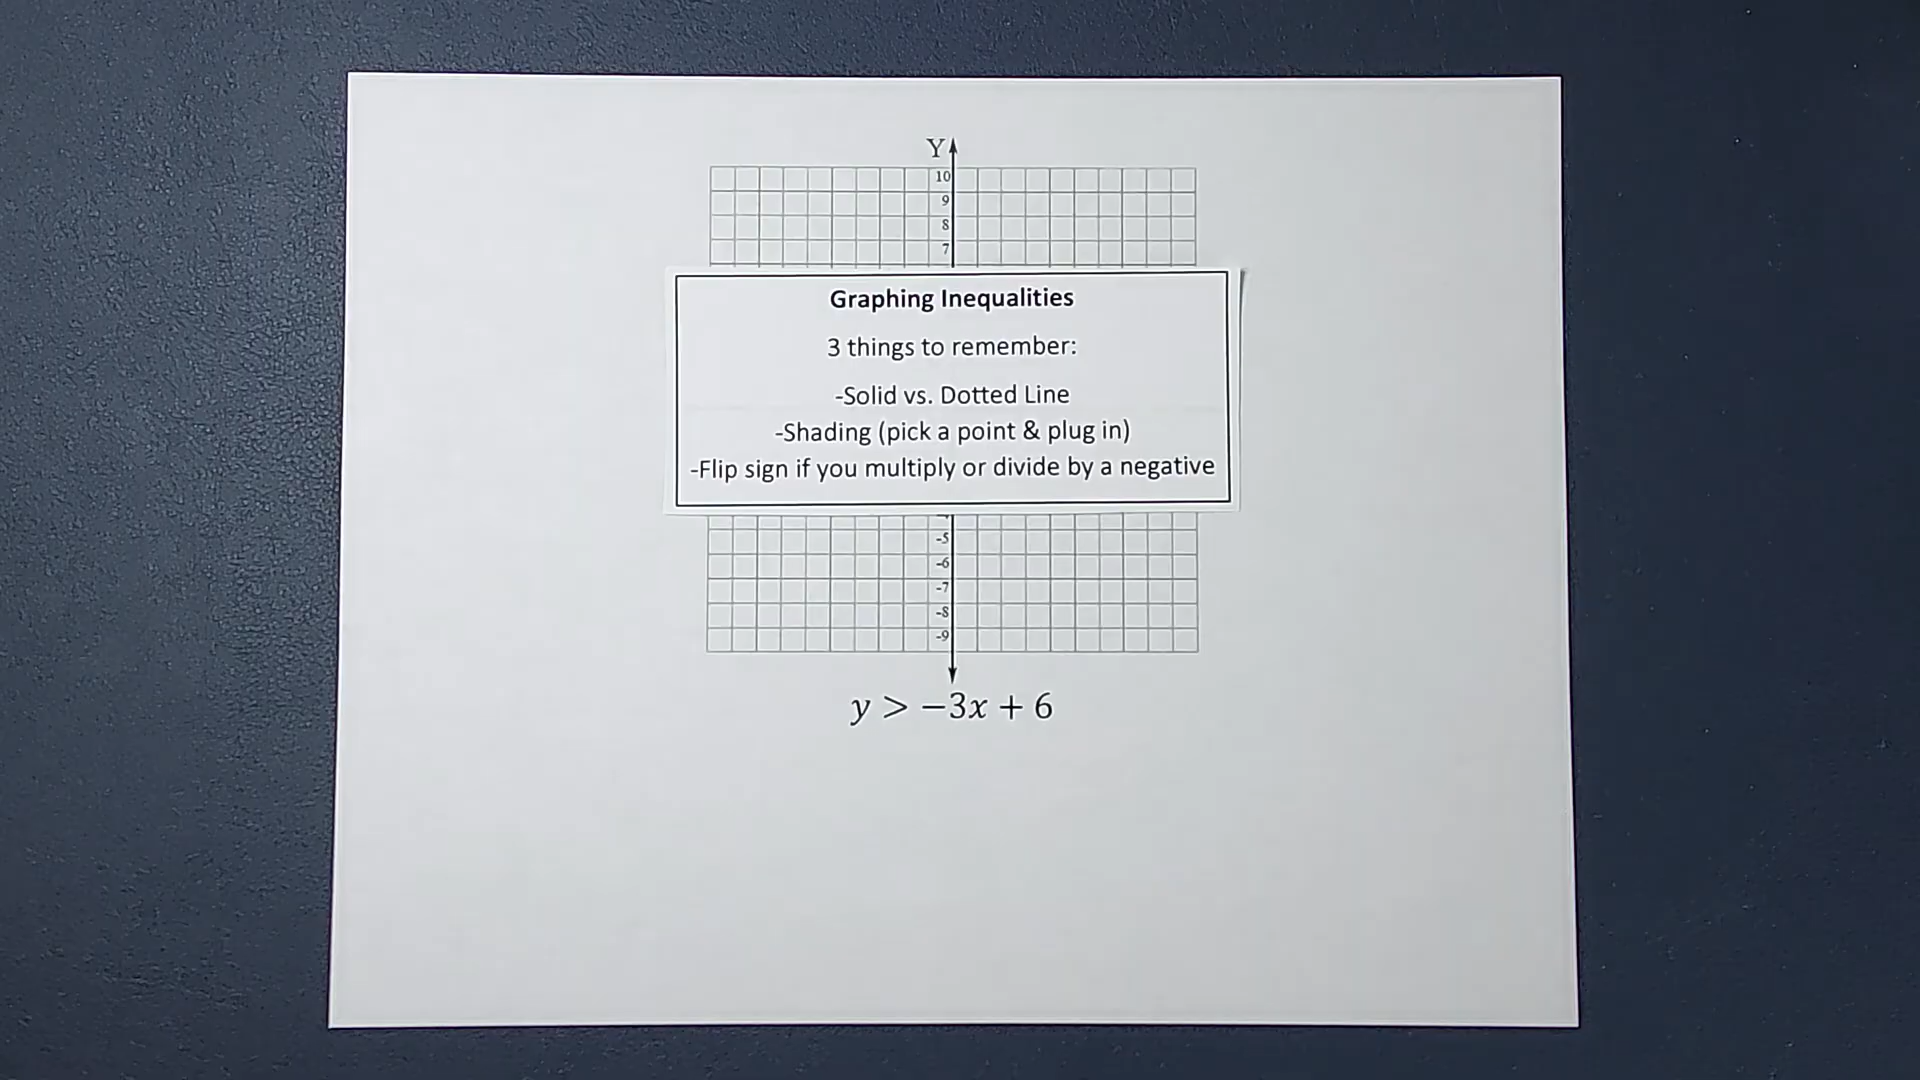 Y
10
9
8
7
Graphing Inequalities
3 things to remember:
-Solid vs. Dotted Line
-Shading (pick a point & plug in)
-Flip sign if you multiply or divide by a negative
-5
-6
-7
-8
-9
y > −3x + 6